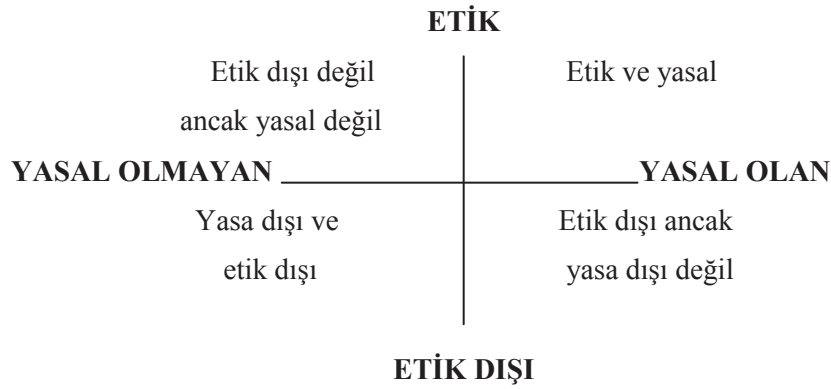 ETİK
Etik dışı değil
ancak yasal değil
Etik ve yasal
YASAL OLMAYAN
YASAL OLAN
Yasa dışı ve
etik dışı
Etik dışı ancak
yasa dışı değil
ETİK DIŞI